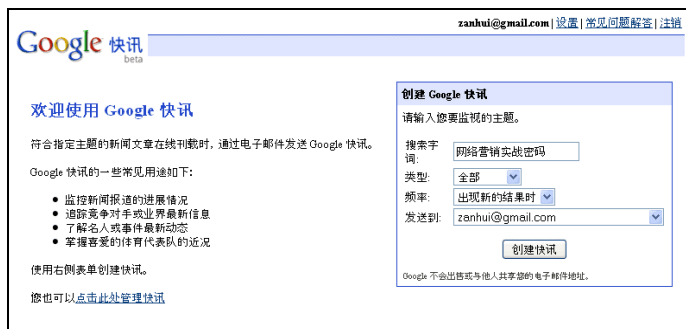 zanhui@gmail.com | 设置 | 常见问题解答 | 注销
Google 快讯
beta
欢迎使用 Google 快讯
符合指定主题的新闻文章在线刊载时，通过电子邮件发送 Google 快讯。
Google 快讯的一些常见用途如下:
监控新闻报道的进展情况
追踪竞争对手或业界最新信息
了解名人或事件最新动态
掌握喜爱的体育代表队的近况
使用右侧表单创建快讯。
您也可以点击此处管理快讯
创建 Google 快讯
请输入您要监视的主题。
搜索字词: 网络营销实战密码
类型: 全部
频率: 出现新的结果时
发送到: zanhui@gmail.com
创建快讯
Google 不会出售或与他人共享您的电子邮件地址。